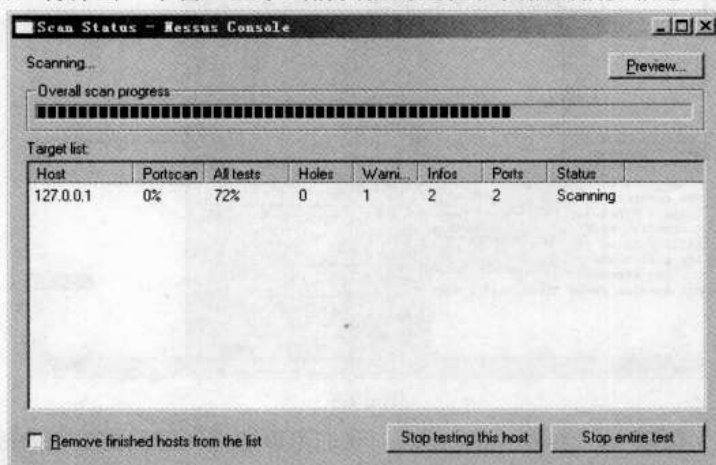 Scan Status - Nessus Console
Scanning...
Preview...
Overall scan progress
Target list:
Host Portscan All tests Holes Warni... Infos Ports Status
127.0.0.1 0% 72% 0 1 2 2 Scanning
Remove finished hosts from the list
Stop testing this host
Stop entire test